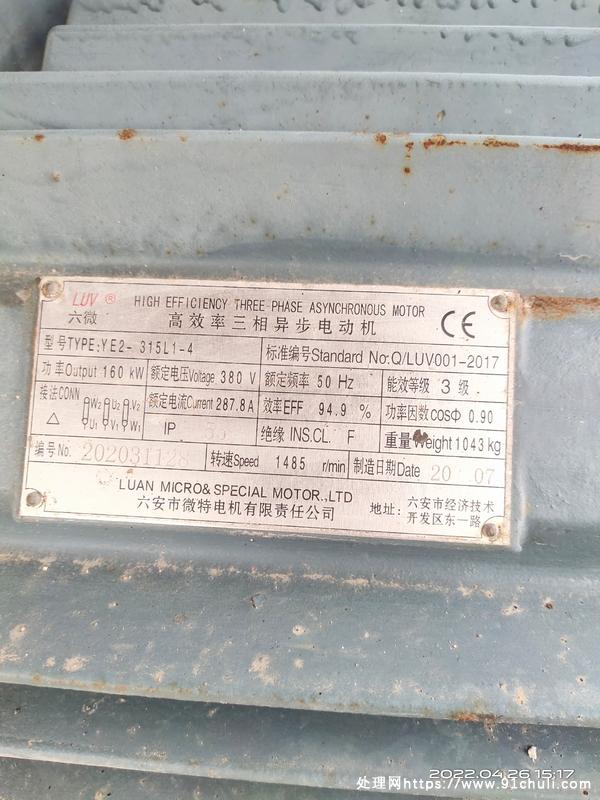 LUV ® HIGH EFFICIENCY THREE PHASE ASYNCHRONOUS MOTOR
六微 高效率三相异步电动机 CE
型号TYPE:YE2-315L1-4 标准编号Standard No:Q/LUV001-2017
功率Output 160 kW 额定电压Voltage 380 V 额定频率 50 Hz 能效等级 3 级
接法CONN △ W2 U2 V2 额定电流Current 287.8A 效率EFF 94.9 % 功率因数cosΦ 0.90
U1 V1 W1 IP 55 绝缘 INS.CL. F 重量Weight 1043 kg
编号No. 202031128 转速Speed 1485 r/min 制造日期Date 20 07
LUAN MICRO&SPECIAL MOTOR.,LTD
六安市微特电机有限责任公司 地址: 六安市经济技术
开发区东一路
2022.04.26 15:17
处理网https://www.91chuli.com/